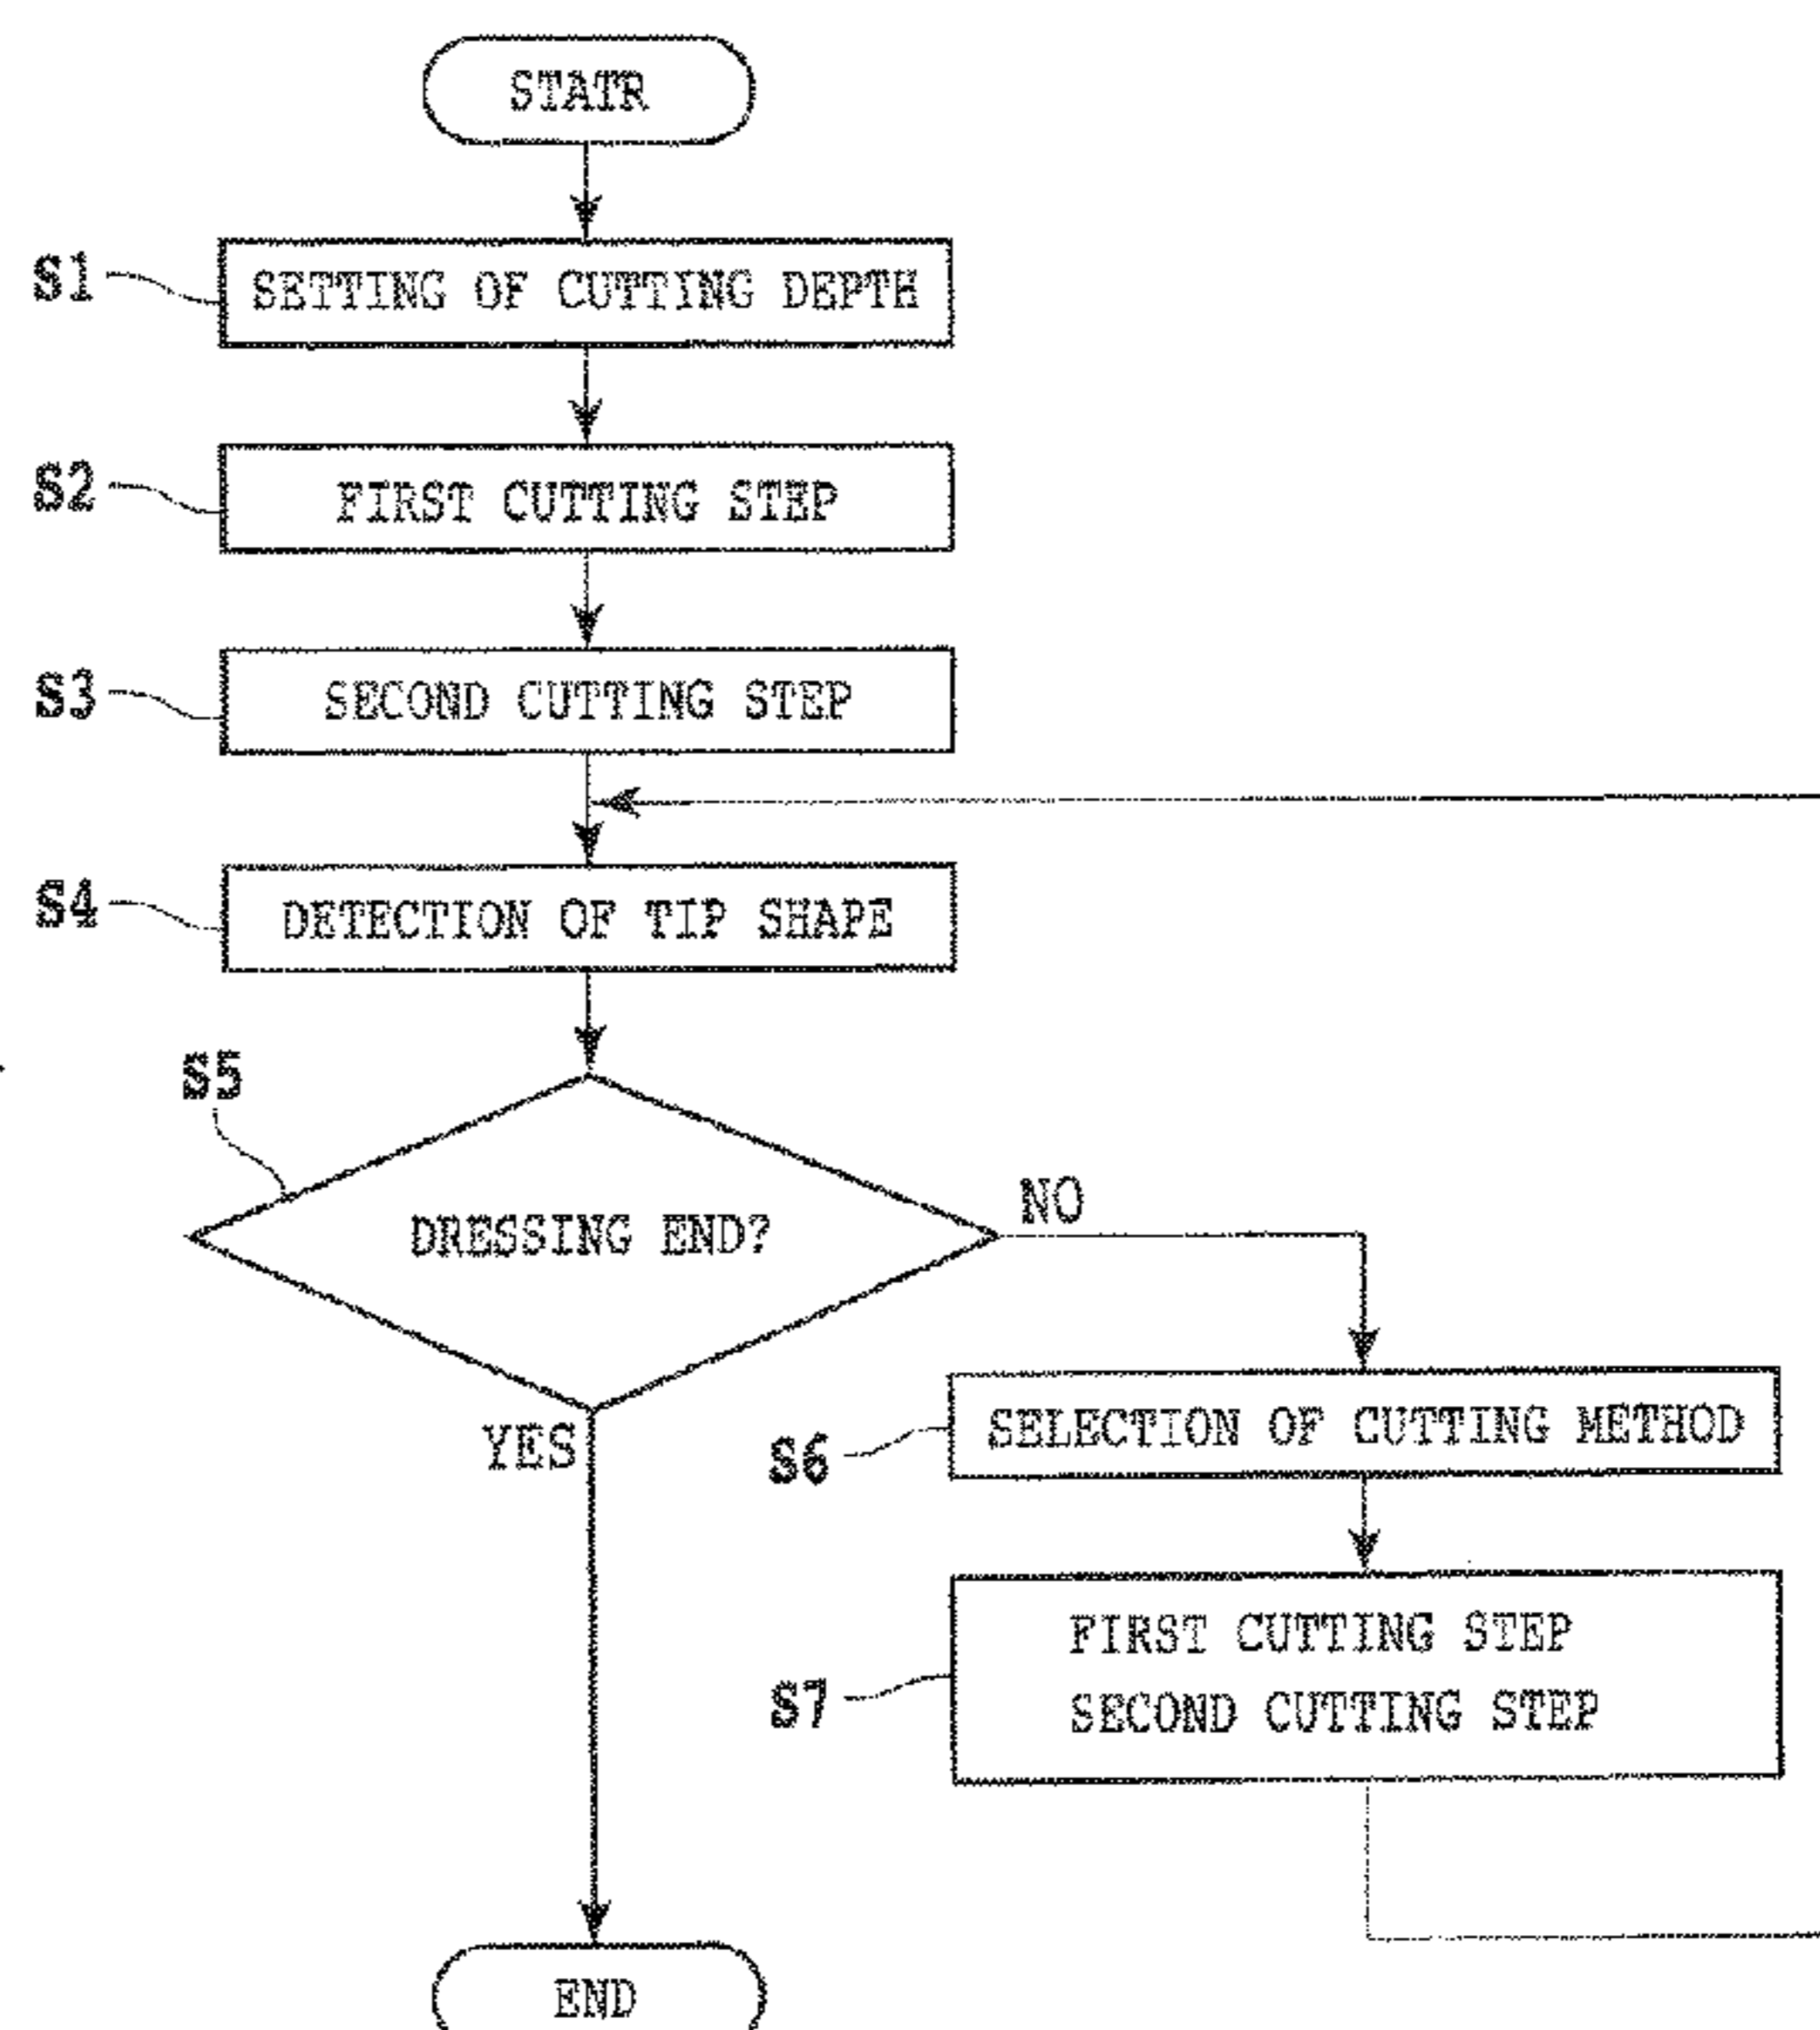 STATR
S1
SETTING OF CUTTING DEPTH
S2
FIRST CUTTING STEP
S3
SECOND CUTTING STEP
S4
DETECTION OF TIP SHAPE
S5
DRESSING END?
NO
YES
S6
SELECTION OF CUTTING METHOD
S7
FIRST CUTTING STEP
SECOND CUTTING STEP
END